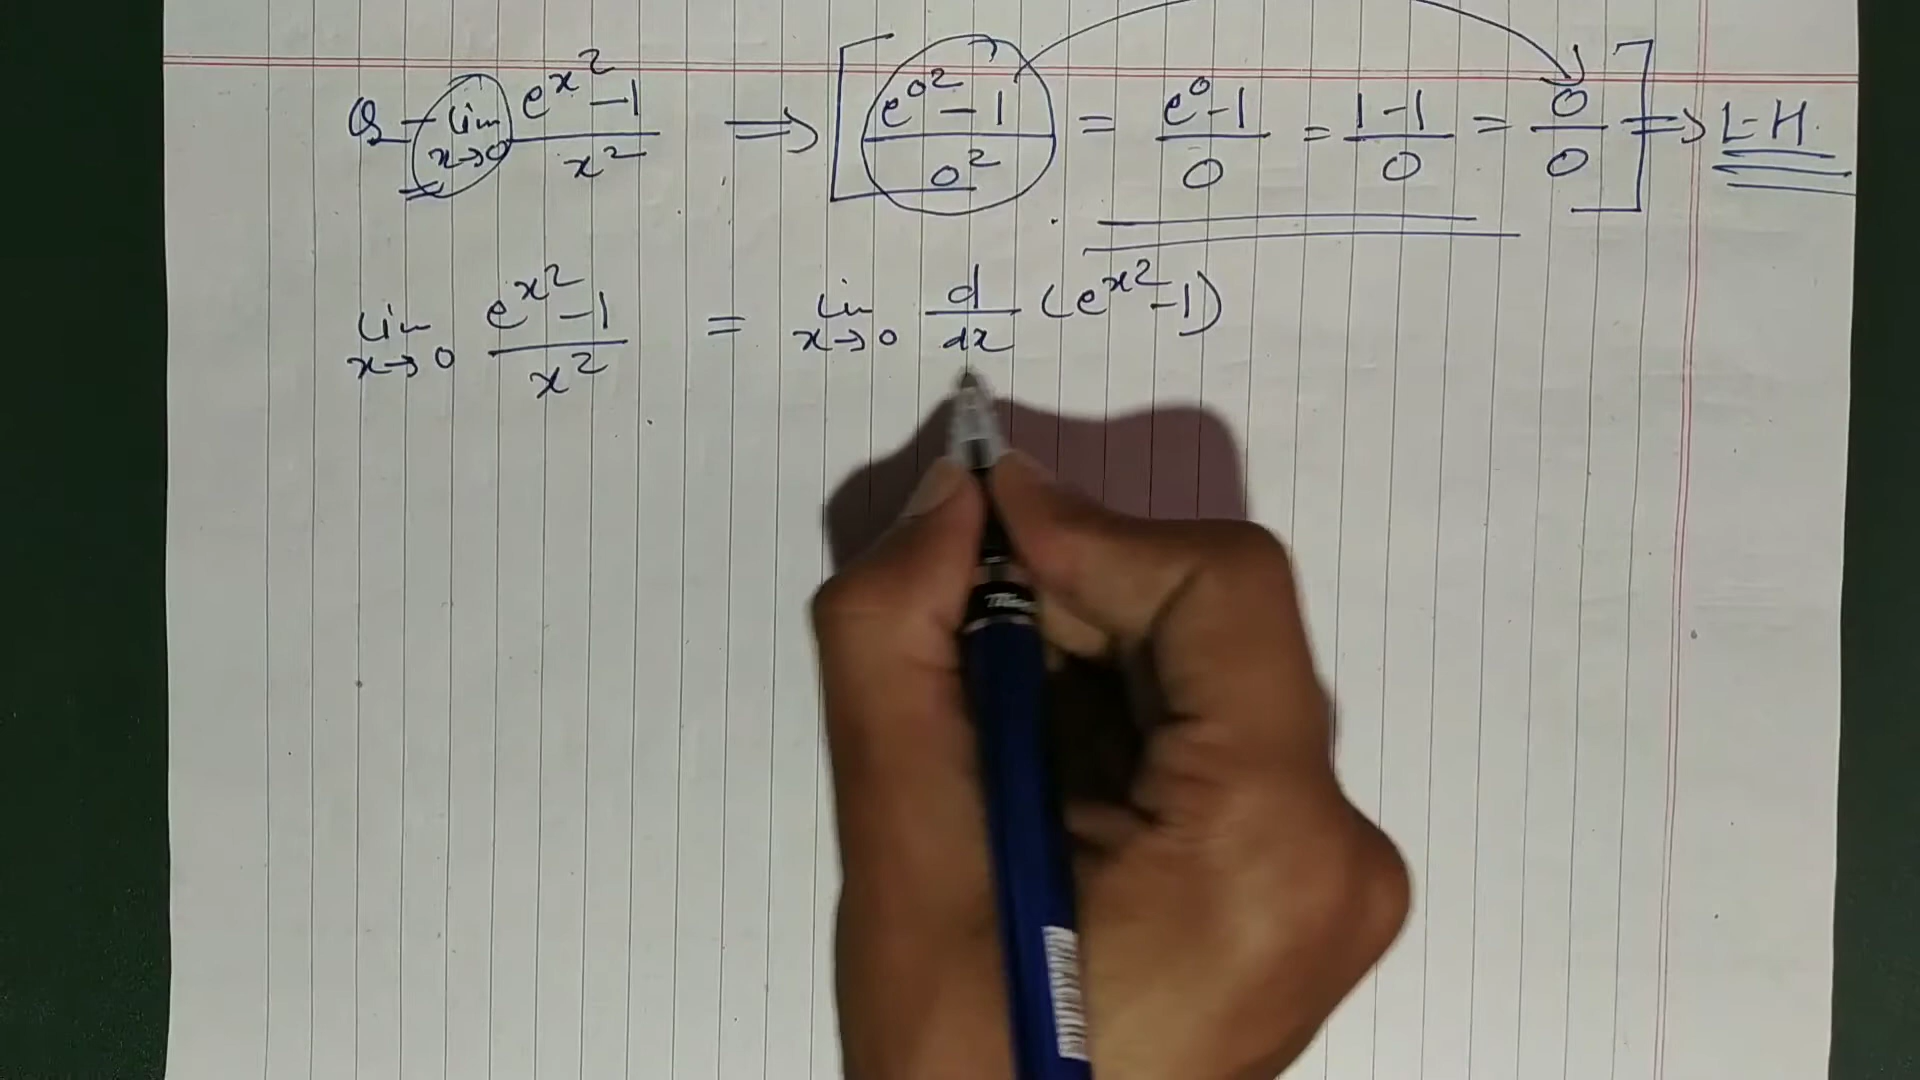 Q - lim x→0 (e^x² - 1)/x² ⇒ [(e^0² - 1)/0² = (e^0 - 1)/0 = (1 - 1)/0 = 0/0] ⇒ L-H.
lim x→0 (e^x² - 1)/x² = lim x→0 d/dx (e^x² - 1)